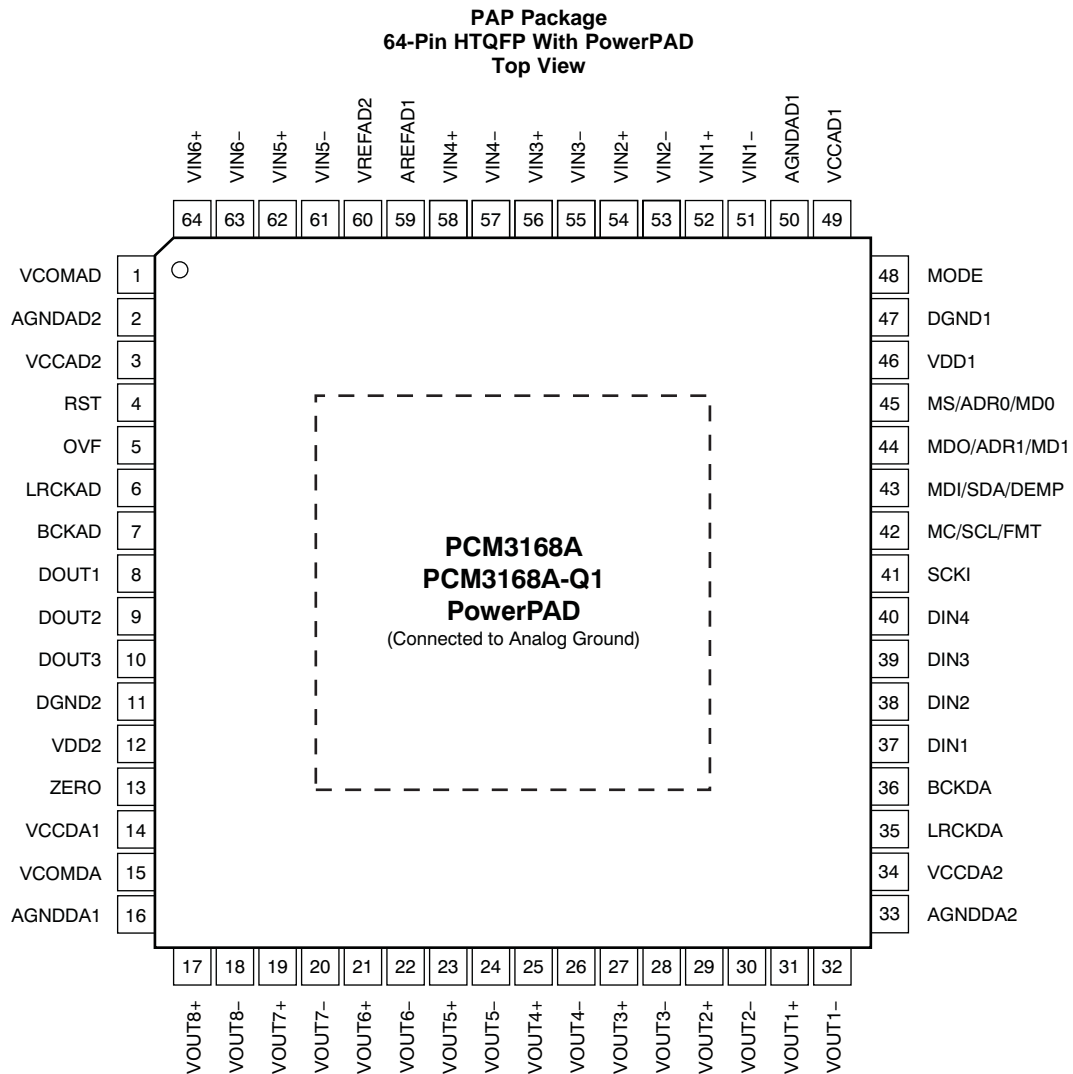 PAP Package
64-Pin HTQFP With PowerPAD
Top View
VIN6+
VIN6−
VIN5+
VIN5−
VREFAD2
AREFAD1
VIN4+
VIN4−
VIN3+
VIN3−
VIN2+
VIN2−
VIN1+
VIN1−
AGNDAD1
VCCAD1
64 63 62 61 60 59 58 57 56 55 54 53 52 51 50 49
VCOMAD 1
AGNDAD2 2
VCCAD2 3
RST 4
OVF 5
LRCKAD 6
BCKAD 7
DOUT1 8
DOUT2 9
DOUT3 10
DGND2 11
VDD2 12
ZERO 13
VCCDA1 14
VCOMDA 15
AGNDDA1 16
PCM3168A
PCM3168A-Q1
PowerPAD
(Connected to Analog Ground)
48 MODE
47 DGND1
46 VDD1
45 MS/ADR0/MD0
44 MDO/ADR1/MD1
43 MDI/SDA/DEMP
42 MC/SCL/FMT
41 SCKI
40 DIN4
39 DIN3
38 DIN2
37 DIN1
36 BCKDA
35 LRCKDA
34 VCCDA2
33 AGNDDA2
17 18 19 20 21 22 23 24 25 26 27 28 29 30 31 32
VOUT8+
VOUT8−
VOUT7+
VOUT7−
VOUT6+
VOUT6−
VOUT5+
VOUT5−
VOUT4+
VOUT4−
VOUT3+
VOUT3−
VOUT2+
VOUT2−
VOUT1+
VOUT1−